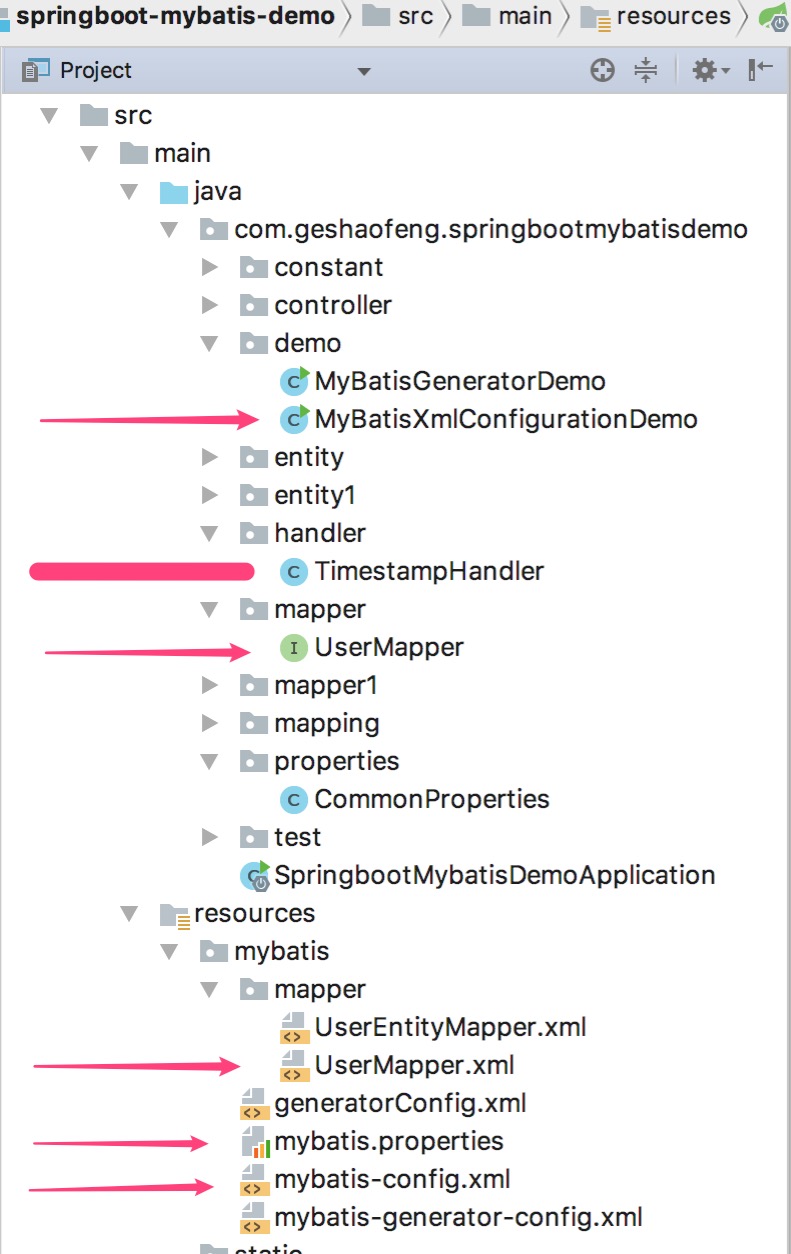 springboot-mybatis-demo src main resources
Project
src
main
java
com.geshaofeng.springbootmybatisdemo
constant
controller
demo
MyBatisGeneratorDemo
MyBatisXmlConfigurationDemo
entity
entity1
handler
TimestampHandler
mapper
UserMapper
mapper1
mapping
properties
CommonProperties
test
SpringbootMybatisDemoApplication
resources
mybatis
mapper
UserEntityMapper.xml
UserMapper.xml
generatorConfig.xml
mybatis.properties
mybatis-config.xml
mybatis-generator-config.xml
static